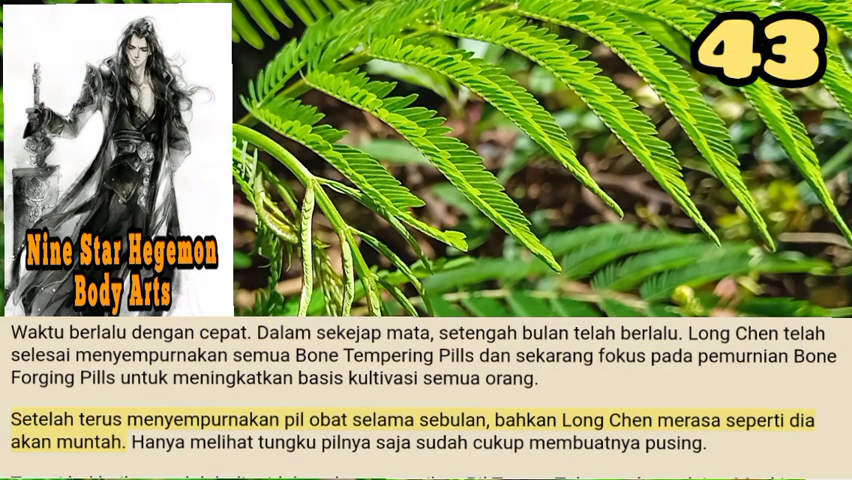 43
Nine Star Hegemon
Body Arts
Waktu berlalu dengan cepat. Dalam sekejap mata, setengah bulan telah berlalu. Long Chen telah
selesai menyempurnakan semua Bone Tempering Pills dan sekarang fokus pada pemurnian Bone
Forging Pills untuk meningkatkan basis kultivasi semua orang.
Setelah terus menyempurnakan pil obat selama sebulan, bahkan Long Chen merasa seperti dia
akan muntah. Hanya melihat tungku pilnya saja sudah cukup membuatnya pusing.